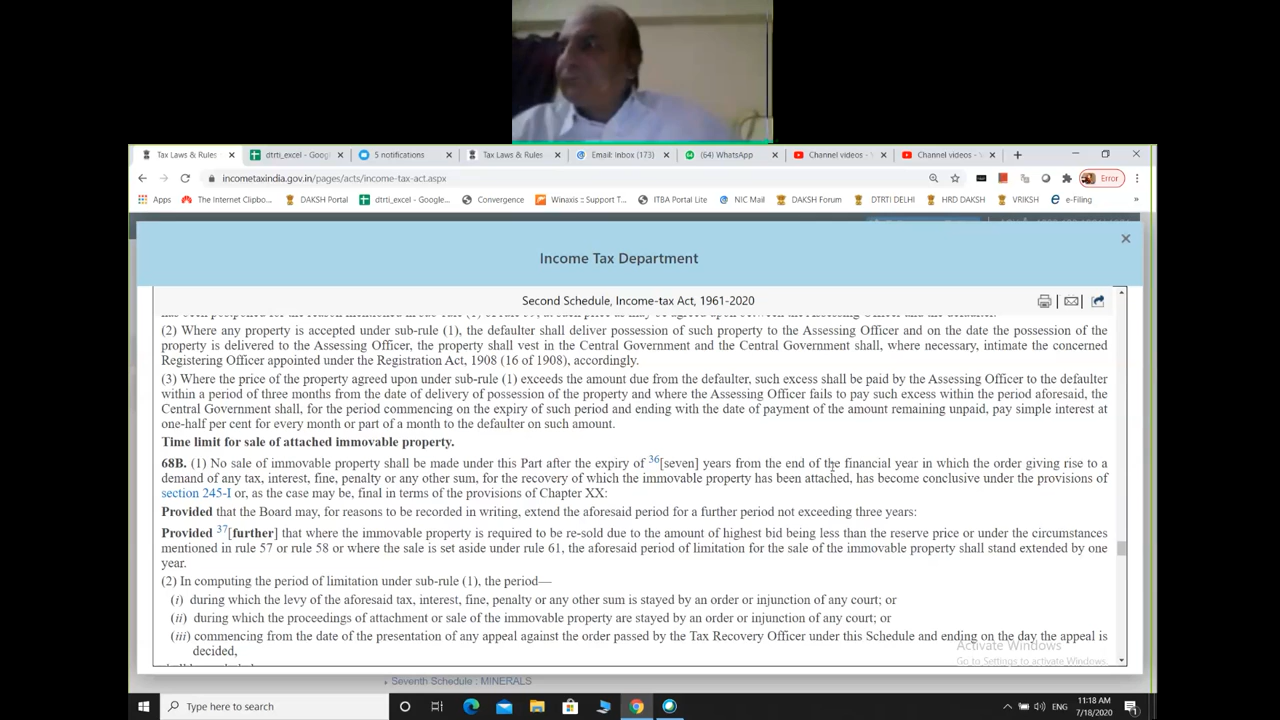 Tax Laws & Rules
dtrti_excel - Goog
5 notifications
Tax Laws & Rules
Email: Inbox (173)
(64) WhatsApp
Channel videos - Y
Channel videos - Y
incometaxindia.gov.in/pages/acts/income-tax-act.aspx
Error
Apps
The Internet Clipbo...
DAKSH Portal
dtrti_excel - Google...
Convergence
Winaxis :: Support T...
ITBA Portal Lite
NIC Mail
DAKSH Forum
DTRTI DELHI
HRD DAKSH
VRIKSH
e-Filing
»
Income Tax Department
Second Schedule, Income-tax Act, 1961-2020
(2) Where any property is accepted under sub-rule (1), the defaulter shall deliver possession of such property to the Assessing Officer and on the date the possession of the
property is delivered to the Assessing Officer, the property shall vest in the Central Government and the Central Government shall, where necessary, intimate the concerned
Registering Officer appointed under the Registration Act, 1908 (16 of 1908), accordingly.
(3) Where the price of the property agreed upon under sub-rule (1) exceeds the amount due from the defaulter, such excess shall be paid by the Assessing Officer to the defaulter
within a period of three months from the date of delivery of possession of the property and where the Assessing Officer fails to pay such excess within the period aforesaid, the
Central Government shall, for the period commencing on the expiry of such period and ending with the date of payment of the amount remaining unpaid, pay simple interest at
one-half per cent for every month or part of a month to the defaulter on such amount.
Time limit for sale of attached immovable property.
68B. (1) No sale of immovable property shall be made under this Part after the expiry of 36[seven] years from the end of the financial year in which the order giving rise to a
demand of any tax, interest, fine, penalty or any other sum, for the recovery of which the immovable property has been attached, has become conclusive under the provisions of
section 245-I or, as the case may be, final in terms of the provisions of Chapter XX:
Provided that the Board may, for reasons to be recorded in writing, extend the aforesaid period for a further period not exceeding three years:
Provided 37[further] that where the immovable property is required to be re-sold due to the amount of highest bid being less than the reserve price or under the circumstances
mentioned in rule 57 or rule 58 or where the sale is set aside under rule 61, the aforesaid period of limitation for the sale of the immovable property shall stand extended by one
year.
(2) In computing the period of limitation under sub-rule (1), the period—
(i) during which the levy of the aforesaid tax, interest, fine, penalty or any other sum is stayed by an order or injunction of any court; or
(ii) during which the proceedings of attachment or sale of the immovable property are stayed by an order or injunction of any court; or
(iii) commencing from the date of the presentation of any appeal against the order passed by the Tax Recovery Officer under this Schedule and ending on the day the appeal is
decided,
Activate Windows
Go to Settings to activate Windows.
Seventh Schedule : MINERALS
Type here to search
11:18 AM
7/18/2020